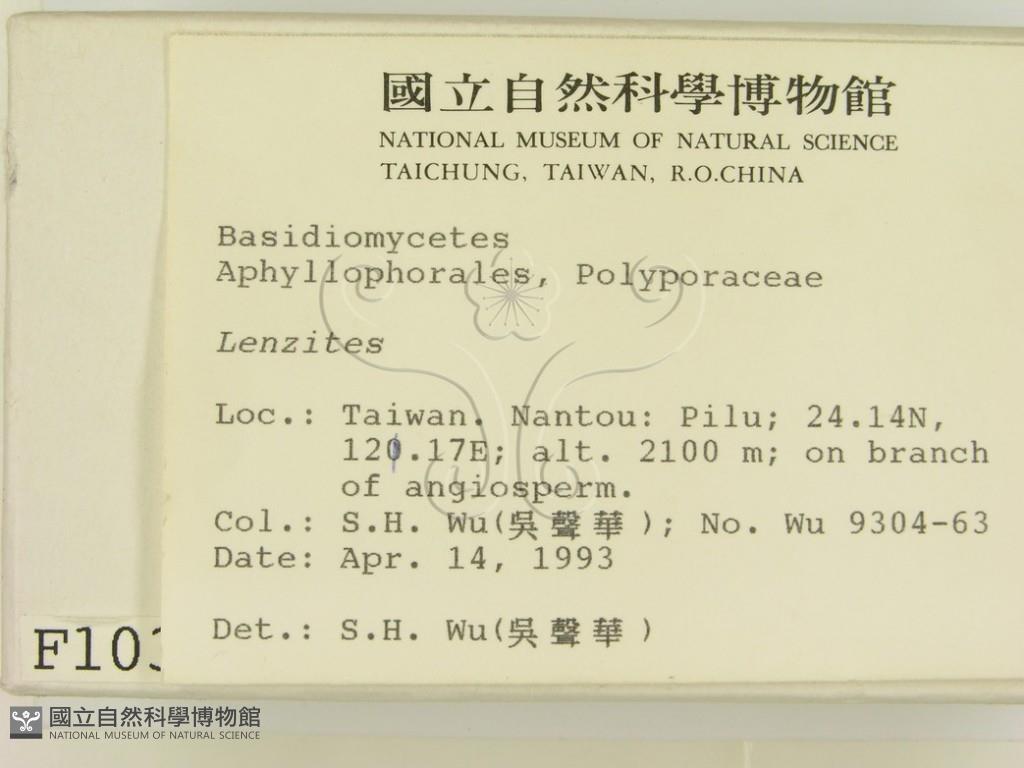 國立自然科學博物館
NATIONAL MUSEUM OF NATURAL SCIENCE
TAICHUNG, TAIWAN, R.O.CHINA
Basidiomycetes
Aphyllophorales, Polyporaceae
Lenzites
Loc.: Taiwan. Nantou: Pilu; 24.14N,
120.17E; alt. 2100 m; on branch
of angiosperm.
Col.: S.H. Wu(吳聲華); No. Wu 9304-63
Date: Apr. 14, 1993
Det.: S.H. Wu(吳聲華)
F103
國立自然科學博物館
NATIONAL MUSEUM OF NATURAL SCIENCE